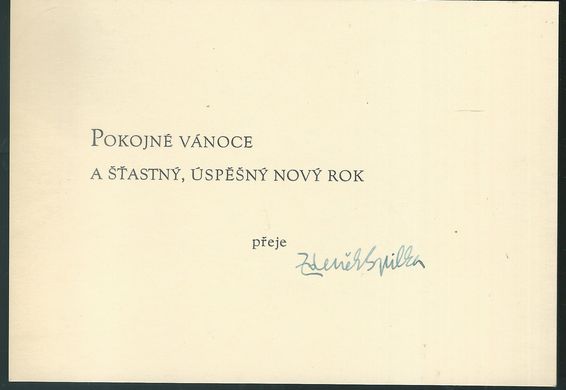 POKOJNÉ VÁNOCE
A ŠŤASTNÝ, ÚSPĚŠNÝ NOVÝ ROK
přeje
Zdeněk Spilka